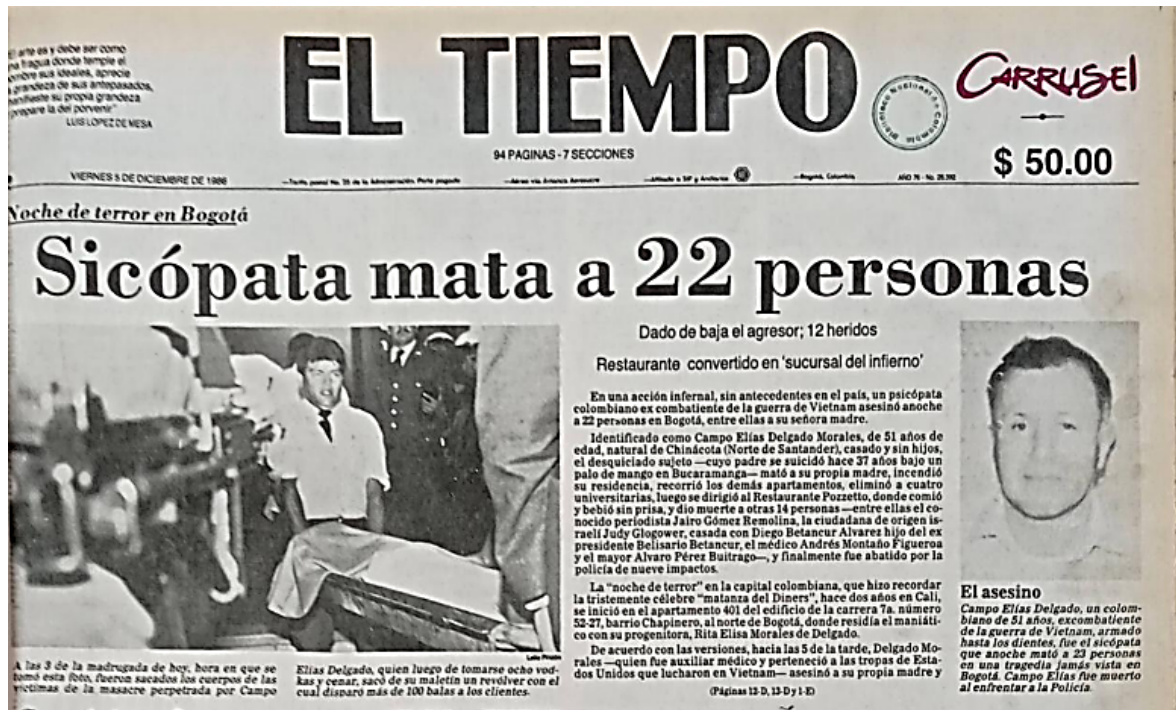 arte es y debe ser como
fragua donde temple el
sus ideales, aprecie
grandeza de sus antepasados,
su propia grandeza
prepare la del porvenir"
LUIS LOPEZ DE MESA
EL TIEMPO
CARRUSEL
94 PAGINAS - 7 SECCIONES
$ 50.00
Biblioteca Nacional de Colombia
VIERNES 5 DE DICIEMBRE DE 1986
Noche de terror en Bogotá
Sicópata mata a 22 personas
Dado de baja el agresor; 12 heridos
Restaurante convertido en 'sucursal del infierno'
En una acción infernal, sin antecedentes en el país, un psicópata
colombiano ex combatiente de la guerra de Vietnam asesinó anoche
a 22 personas en Bogotá, entre ellas a su señora madre.
Identificado como Campo Elías Delgado Morales, de 51 años de
edad, natural de Chinácota (Norte de Santander), casado y sin hijos,
el desquiciado sujeto —cuyo padre se suicidó hace 37 años bajo un
palo de mango en Bucaramanga— mató a su propia madre, incendió
su residencia, recorrió los demás apartamentos, eliminó a cuatro
universitarias, luego se dirigió al Restaurante Pozzetto, donde comió
y bebió sin prisa, y dio muerte a otras 14 personas —entre ellas el co-
nocido periodista Jairo Gómez Remolina, la ciudadana de origen is-
raelí Judy Glogower, casada con Diego Betancur Alvarez hijo del ex
presidente Belisario Betancur, el médico Andrés Montaño Figueroa
y el mayor Alvaro Pérez Buitrago—, y finalmente fue abatido por la
policía de nueve impactos.
La "noche de terror" en la capital colombiana, que hizo recordar
la tristemente célebre "matanza del Diners", hace dos años en Cali,
se inició en el apartamento 401 del edificio de la carrera 7a. número
52-27, barrio Chapinero, al norte de Bogotá, donde residía el maniáti-
co con su progenitora, Rita Elisa Morales de Delgado.
De acuerdo con las versiones, hacia las 5 de la tarde, Delgado Mo-
rales —quien fue auxiliar médico y perteneció a las tropas de Esta-
dos Unidos que lucharon en Vietnam— asesinó a su propia madre y
(Páginas 12-D, 13-D y 1-E)
A las 3 de la madrugada de hoy, hora en que se
tomó esta foto, fueron sacados los cuerpos de las
víctimas de la masacre perpetrada por Campo
Elías Delgado, quien luego de tomarse ocho vod-
kas y cenar, sacó de su maletín un revólver con el
cual disparó más de 100 balas a los clientes.
El asesino
Campo Elías Delgado, un colom-
biano de 51 años, excombatiente
de la guerra de Vietnam, armado
hasta los dientes, fue el sicópata
que anoche mató a 23 personas
en una tragedia jamás vista en
Bogotá. Campo Elías fue muerto
al enfrentar a la Policía.